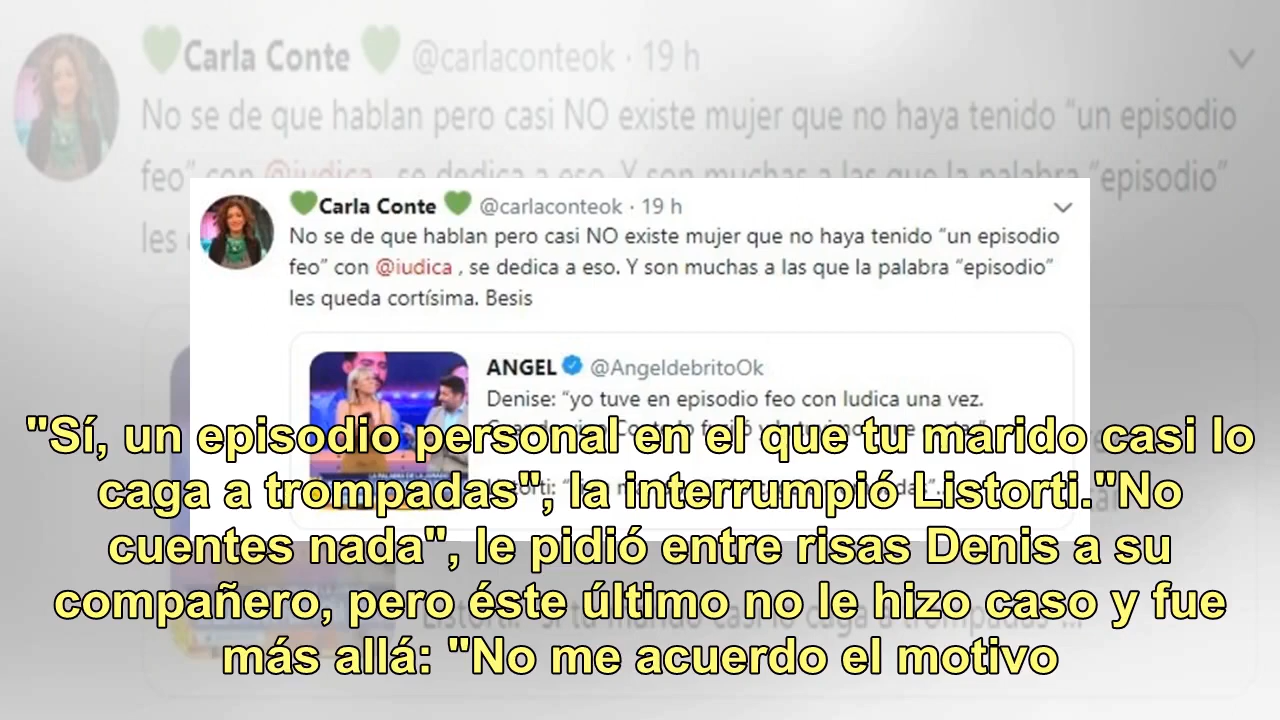 Carla Conte @carlaconteok · 19 h
No se de que hablan pero casi NO existe mujer que no haya tenido “un episodio
feo” con @iudica , se dedica a eso. Y son muchas a las que la palabra “episodio”
les
Carla Conte @carlaconteok · 19 h
No se de que hablan pero casi NO existe mujer que no haya tenido “un episodio
feo” con @iudica , se dedica a eso. Y son muchas a las que la palabra “episodio”
les queda cortísima. Besis
ANGEL @AngeldebritoOk
Denise: “yo tuve en episodio feo con Iudica una vez.
"Sí, un episodio personal en el que tu marido casi lo
caga a trompadas", la interrumpió Listorti."No
cuentes nada", le pidió entre risas Denis a su
compañero, pero éste último no le hizo caso y fue
más allá: "No me acuerdo el motivo